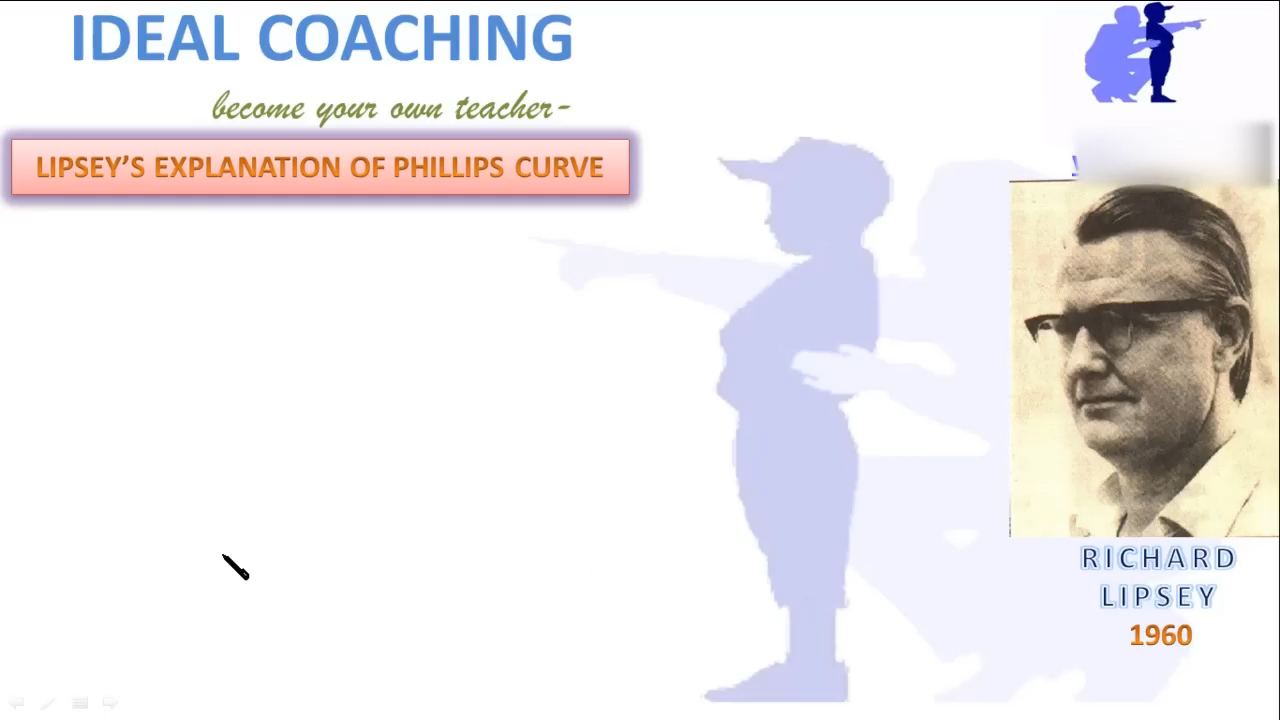 IDEAL COACHING
become your own teacher-
LIPSEY'S EXPLANATION OF PHILLIPS CURVE
RICHARD
LIPSEY
1960